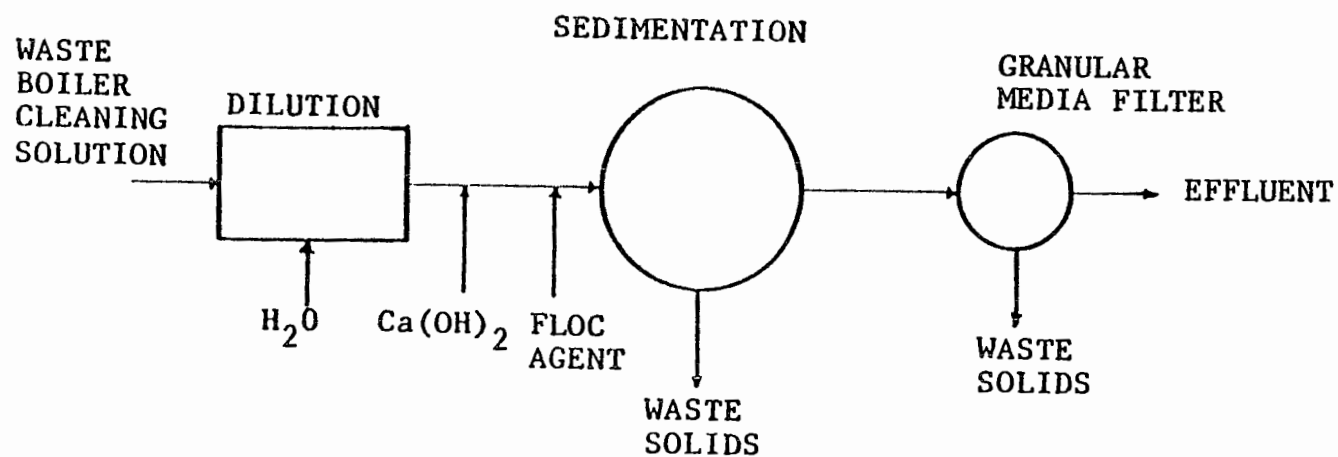 SEDIMENTATION
WASTE
BOILER
CLEANING
SOLUTION
DILUTION
GRANULAR
MEDIA FILTER
EFFLUENT
H₂O
Ca(OH)₂
FLOC
AGENT
WASTE
SOLIDS
WASTE
SOLIDS